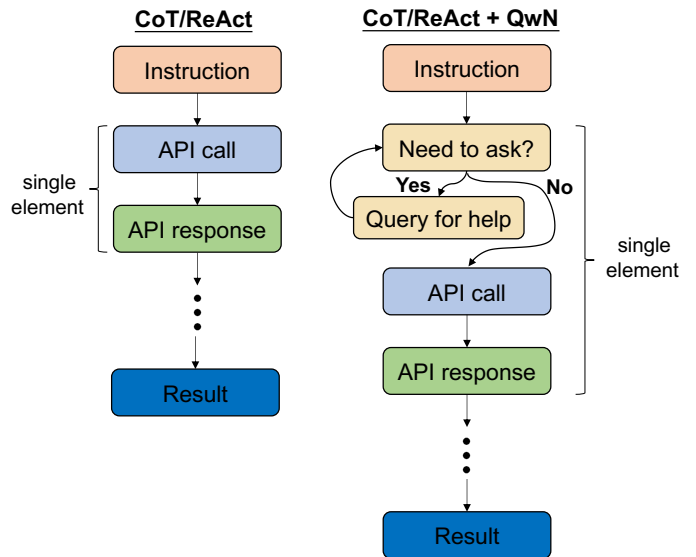 CoT/ReAct
Instruction
single
element
API call
API response
Result
CoT/ReAct + QwN
Instruction
Need to ask?
Yes
No
Query for help
single
element
API call
API response
Result